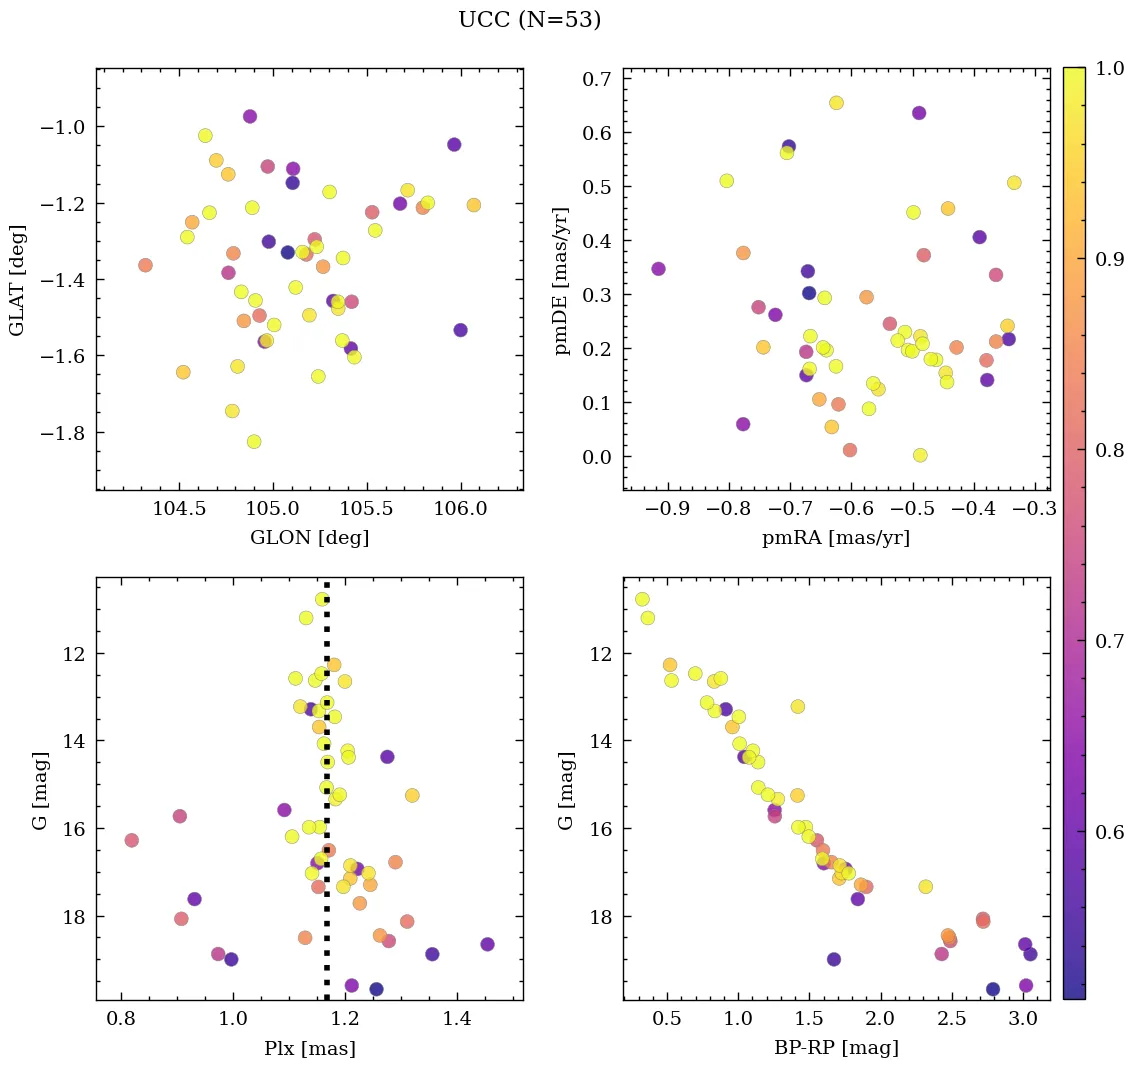 UCC (N=53)
−1.0
−1.2
−1.4
−1.6
−1.8
GLAT [deg]
104.5 105.0 105.5 106.0
GLON [deg]
0.7
0.6
0.5
0.4
0.3
0.2
0.1
0.0
pmDE [mas/yr]
−0.9 −0.8 −0.7 −0.6 −0.5 −0.4 −0.3
pmRA [mas/yr]
1.0
0.9
0.8
0.7
0.6
12
14
16
18
G [mag]
0.8 1.0 1.2 1.4
Plx [mas]
12
14
16
18
G [mag]
0.5 1.0 1.5 2.0 2.5 3.0
BP-RP [mag]